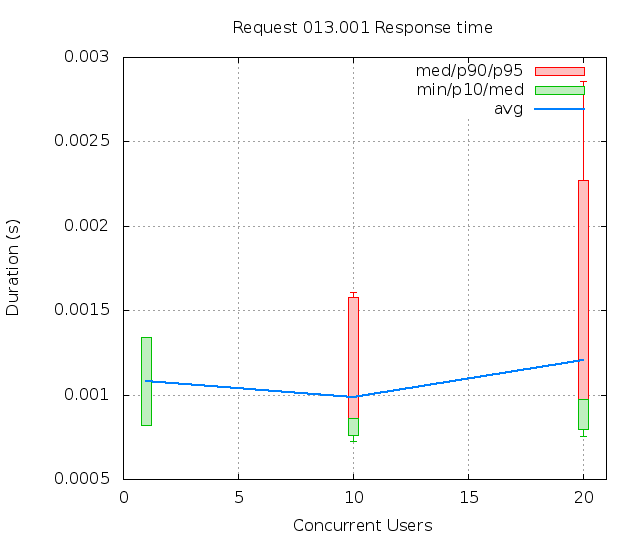 Request 013.001 Response time
med/p90/p95
min/p10/med
avg
0.003
0.0025
0.002
0.0015
0.001
0.0005
Duration (s)
0 5 10 15 20
Concurrent Users